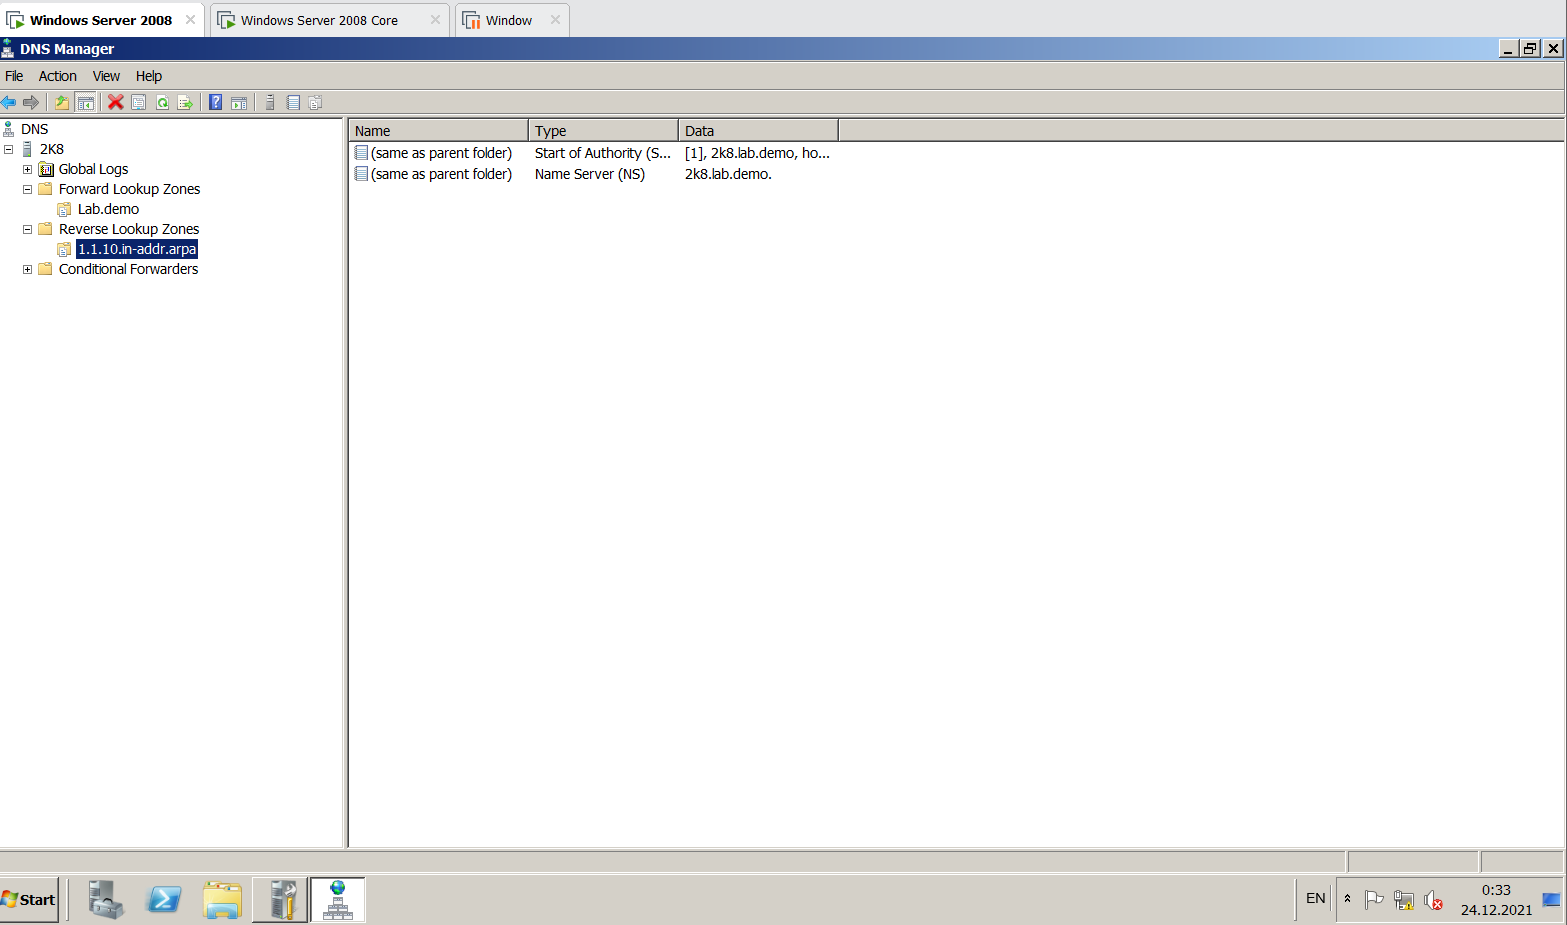 Windows Server 2008
Windows Server 2008 Core
Window
DNS Manager
File Action View Help
DNS
2K8
Global Logs
Forward Lookup Zones
Lab.demo
Reverse Lookup Zones
1.1.10.in-addr.arpa
Conditional Forwarders
Name Type Data
(same as parent folder) Start of Authority (S... [1], 2k8.lab.demo, ho...
(same as parent folder) Name Server (NS) 2k8.lab.demo.
Start
EN
0:33
24.12.2021